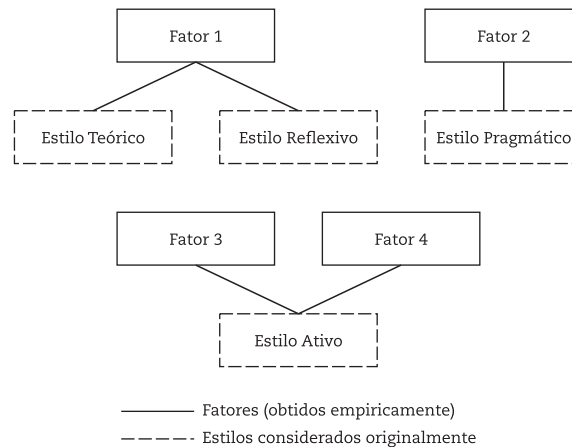 Fator 1
Fator 2
Estilo Teórico
Estilo Reflexivo
Estilo Pragmático
Fator 3
Fator 4
Estilo Ativo
Fatores (obtidos empiricamente)
Estilos considerados originalmente